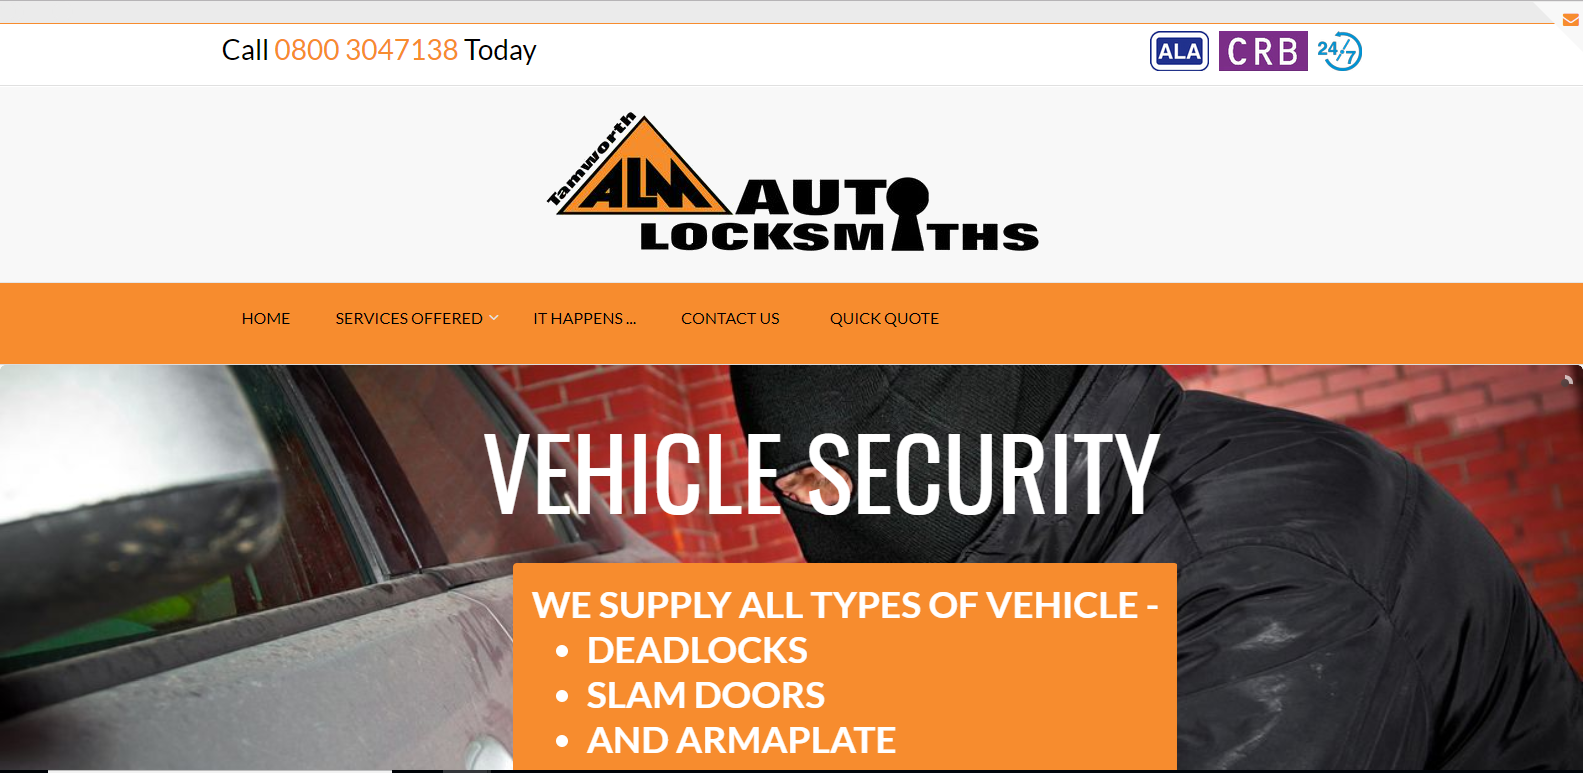 Call 0800 3047138 Today
ALA
CRB
24/7
Tamworth
ALM AUTO
LOCKSMITHS
HOME
SERVICES OFFERED
IT HAPPENS ...
CONTACT US
QUICK QUOTE
VEHICLE SECURITY
WE SUPPLY ALL TYPES OF VEHICLE -
• DEADLOCKS
• SLAM DOORS
• AND ARMAPLATE